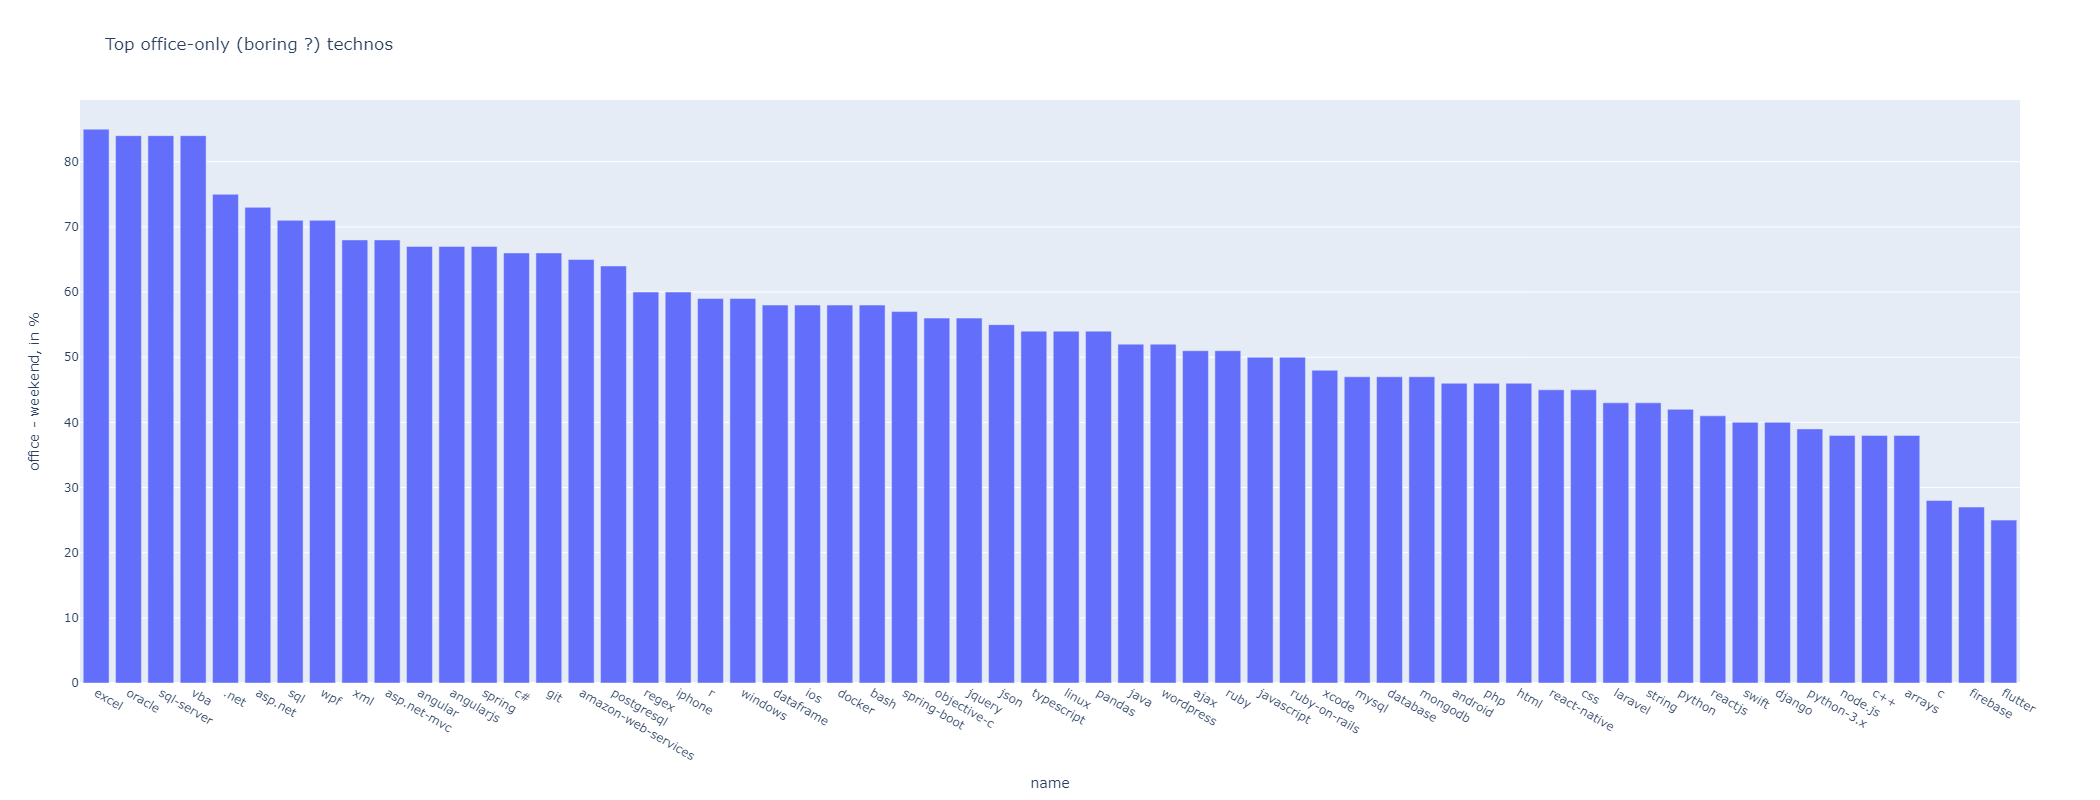 Top office-only (boring ?) technos
office - weekend, in %
80
70
60
50
40
30
20
10
0
excel
oracle
sql-server
vba
.net
asp.net
sql
wpf
xml
asp.net-mvc
angular
angularjs
spring
c#
git
amazon-web-services
postgresql
regex
iphone
r
windows
dataframe
ios
docker
bash
spring-boot
objective-c
jquery
json
typescript
linux
pandas
java
wordpress
ajax
ruby
javascript
ruby-on-rails
xcode
mysql
database
mongodb
android
php
html
react-native
css
laravel
string
python
reactjs
swift
django
python-3.x
node.js
c++
arrays
c
firebase
flutter
name